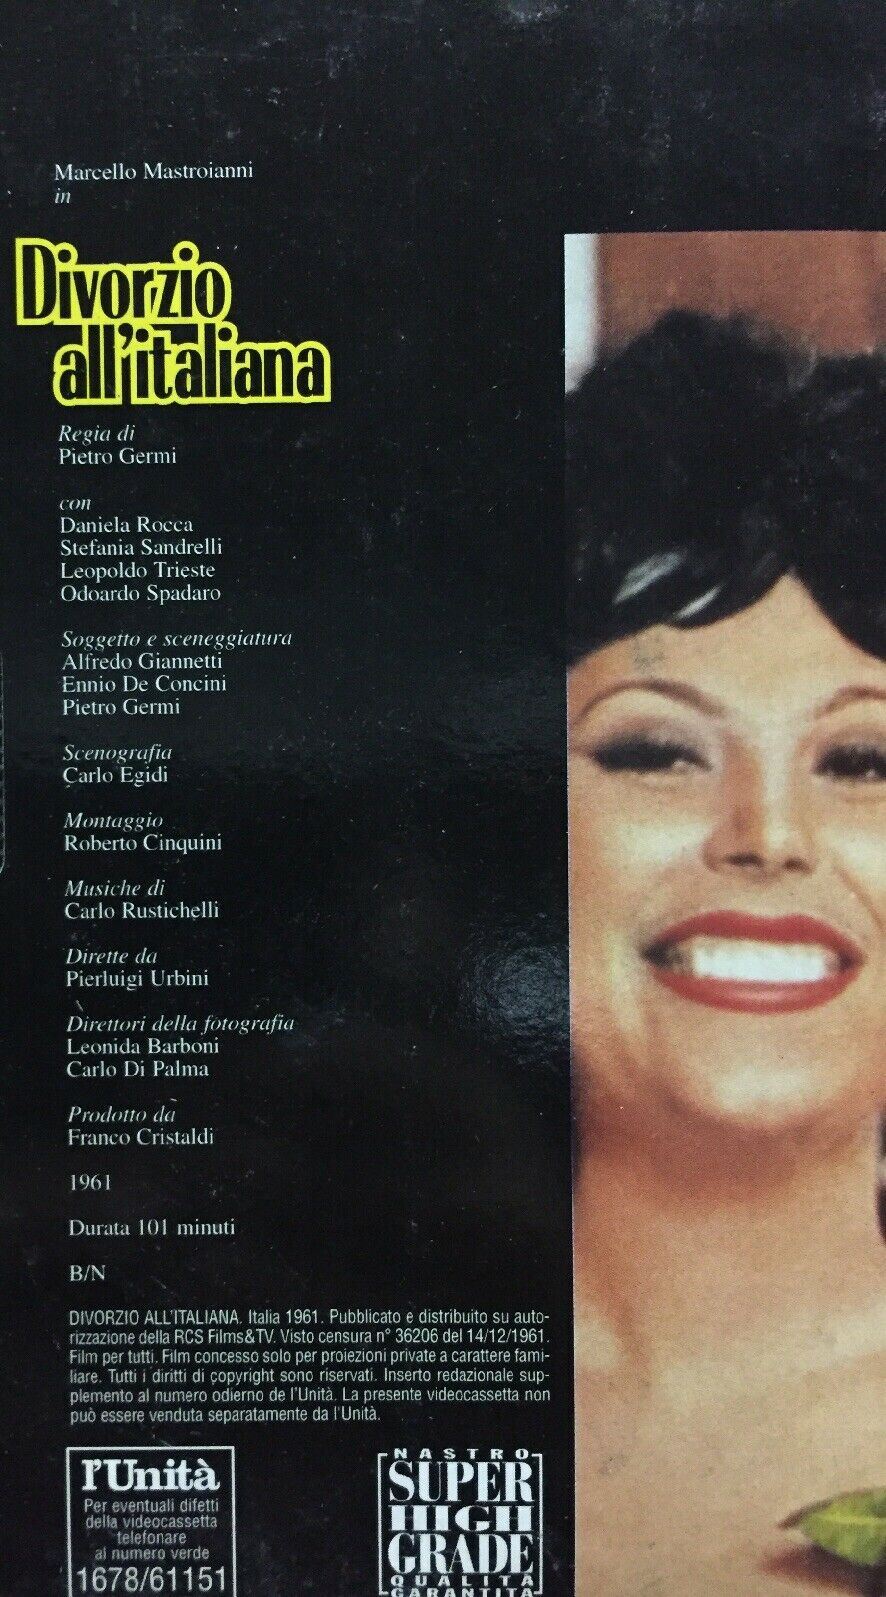 Marcello Mastroianni
in
Divorzio
all'italiana
Regia di
Pietro Germi
con
Daniela Rocca
Stefania Sandrelli
Leopoldo Trieste
Odoardo Spadaro
Soggetto e sceneggiatura
Alfredo Giannetti
Ennio De Concini
Pietro Germi
Scenografia
Carlo Egidi
Montaggio
Roberto Cinquini
Musiche di
Carlo Rustichelli
Dirette da
Pierluigi Urbini
Direttori della fotografia
Leonida Barboni
Carlo Di Palma
Prodotto da
Franco Cristaldi
1961
Durata 101 minuti
B/N
DIVORZIO ALL'ITALIANA. Italia 1961. Pubblicato e distribuito su auto-
rizzazione della RCS Films&TV. Visto censura n° 36206 del 14/12/1961.
Film per tutti. Film concesso solo per proiezioni private a carattere fami-
liare. Tutti i diritti di copyright sono riservati. Inserto redazionale sup-
plemento al numero odierno de l'Unità. La presente videocassetta non
può essere venduta separatamente da l'Unità.
l'Unità
Per eventuali difetti
della videocassetta
telefonare
al numero verde
1678/61151
NASTRO
SUPER
HIGH
GRADE
QUALITÀ
GARANTITA